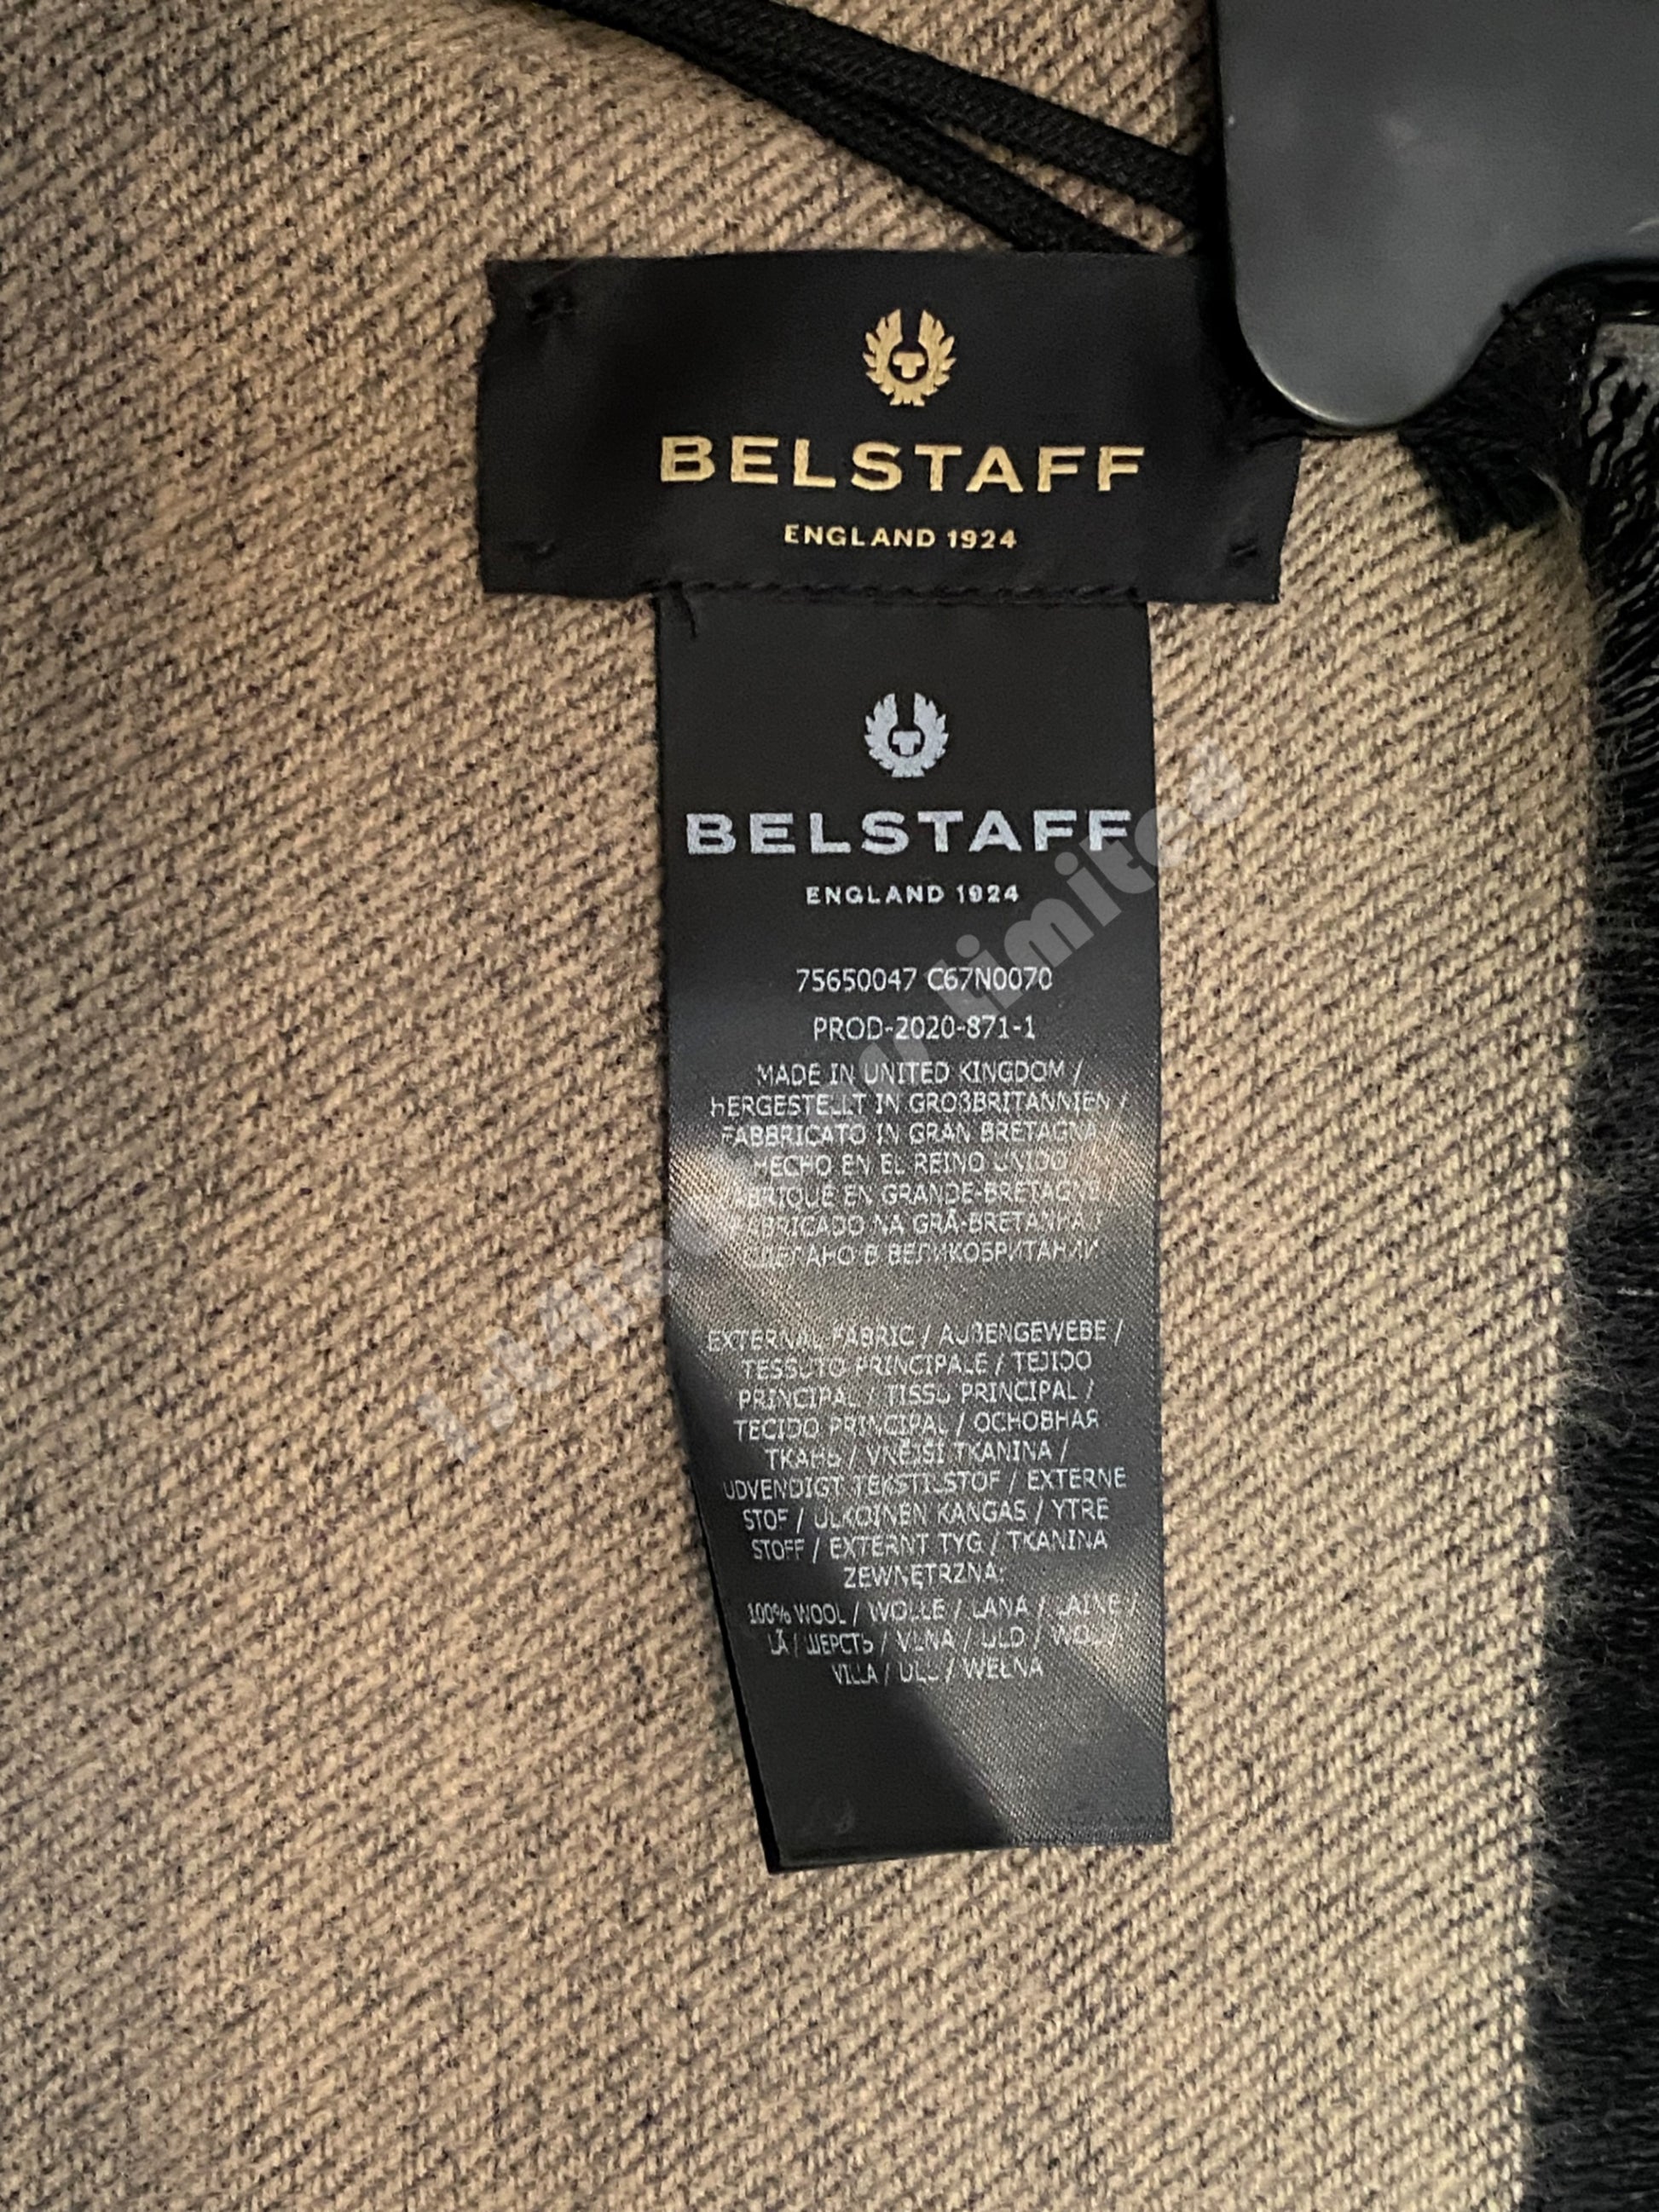 BELSTAFF
ENGLAND 1924
BELSTAFF
ENGLAND 1924
75650047 C67N0070
PROD-2020-871-1
MADE IN UNITED KINGDOM /
HERGESTELLT IN GROßBRITANNIEN /
FABBRICATO IN GRAN BRETAGNA /
HECHO EN EL REINO UNIDO
FABRIQUE EN GRANDE-BRETAGNE /
FABRICADO NA GRÃ-BRETANHA /
СДЕЛАНО В ВЕЛИКОБРИТАНИИ
EXTERNAL FABRIC / AUßENGEWEBE /
TESSUTO PRINCIPALE / TEJIDO
PRINCIPAL / TISSU PRINCIPAL /
TECIDO PRINCIPAL / ОСНОВНАЯ
ТКАНЬ / VNĚJŠÍ TKANINA /
UDVENDIGT TEKSTILSTOF / EXTERNE
STOF / ULKOINEN KANGAS / YTRE
STOFF / EXTERNT TYG / TKANINA
ZEWNĘTRZNA:
100% WOOL / WOLLE / LANA / LAINE /
LÃ / ШЕРСТЬ / VLNA / ULD / WOL /
VILLA / ULL / WEŁNA
limited